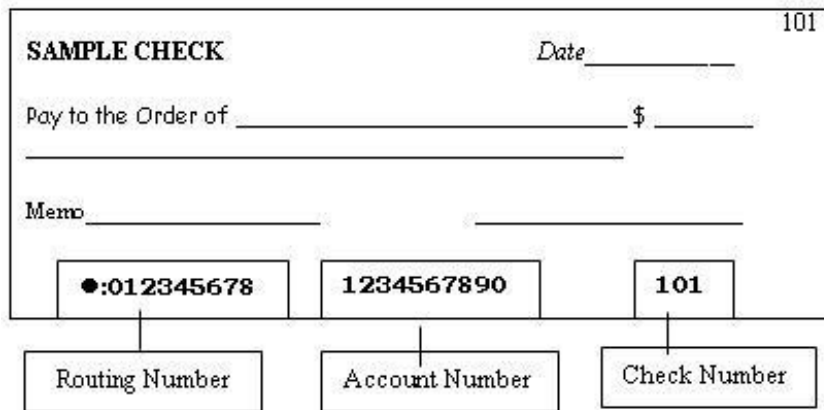 101
SAMPLE CHECK Date
Pay to the Order of $
Memo
●:012345678 1234567890 101
Routing Number Account Number Check Number